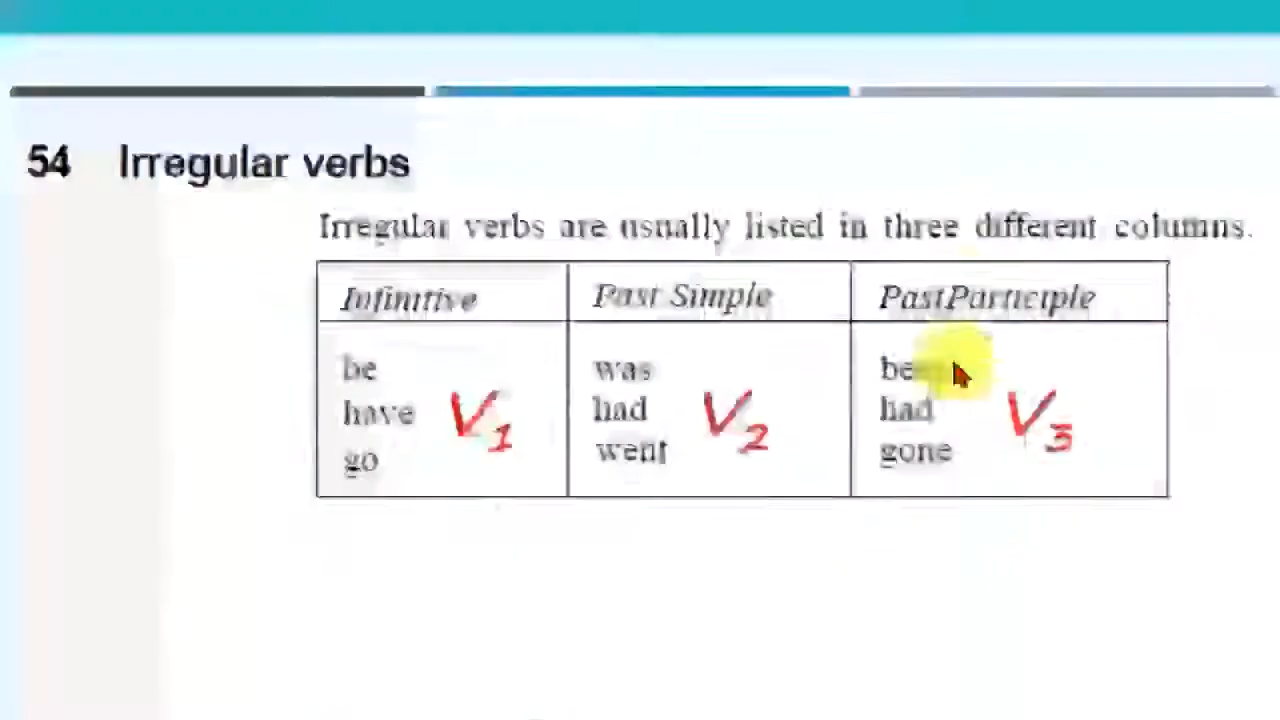 54 Irregular verbs
Irregular verbs are usually listed in three different columns.
Infinitive Past Simple Past Participle
be was
have had had
go went gone
V1 V2 V3